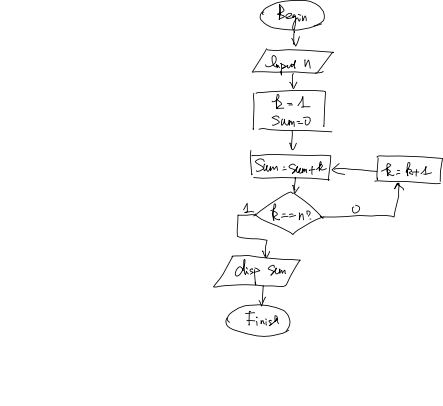 Begin
Input n
k = 1
Sum=0
Sum = sum + k
k = k+1
k == n?
1
0
disp sum
Finish